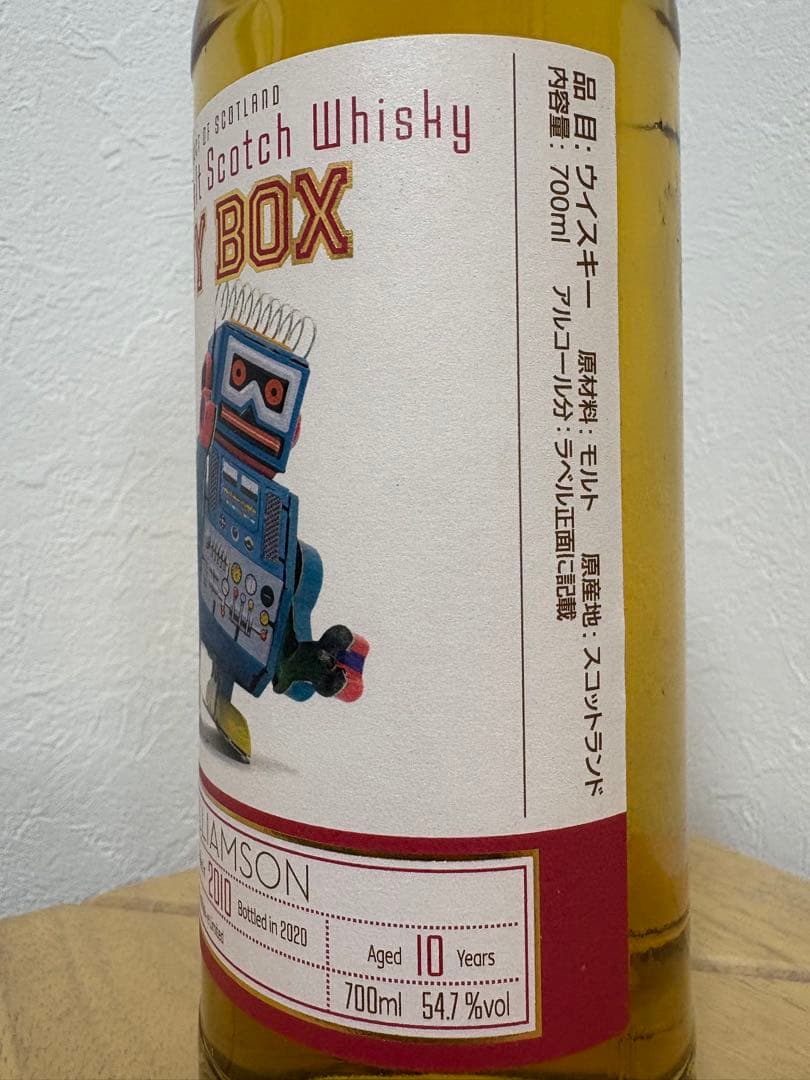 OF SCOTLAND
Scotch Whisky
Y BOX
品 目：ウイスキー　原材料：モルト　原産地：スコットランド
内容量：700ml　アルコール分：ラベル正面に記載
LIAMSON
2010 Bottled in 2020
Limited
Aged 10 Years
700ml 54.7%vol